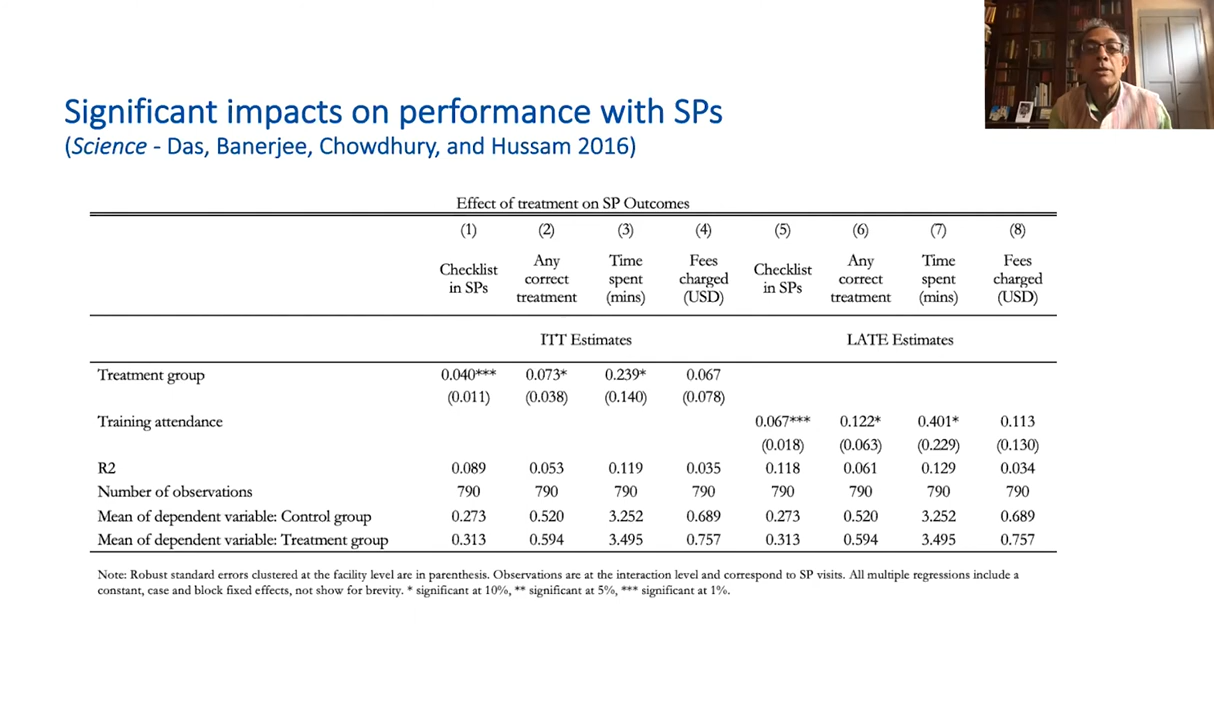 Significant impacts on performance with SPs
(Science - Das, Banerjee, Chowdhury, and Hussam 2016)
Effect of treatment on SP Outcomes
(1) (2) (3) (4) (5) (6) (7) (8)
Checklist in SPs Any correct treatment Time spent (mins) Fees charged (USD) Checklist in SPs Any correct treatment Time spent (mins) Fees charged (USD)
ITT Estimates LATE Estimates
Treatment group 0.040*** 0.073* 0.239* 0.067
(0.011) (0.038) (0.140) (0.078)
Training attendance 0.067*** 0.122* 0.401* 0.113
(0.018) (0.063) (0.229) (0.130)
R2 0.089 0.053 0.119 0.035 0.118 0.061 0.129 0.034
Number of observations 790 790 790 790 790 790 790 790
Mean of dependent variable: Control group 0.273 0.520 3.252 0.689 0.273 0.520 3.252 0.689
Mean of dependent variable: Treatment group 0.313 0.594 3.495 0.757 0.313 0.594 3.495 0.757
Note: Robust standard errors clustered at the facility level are in parenthesis. Observations are at the interaction level and correspond to SP visits. All multiple regressions include a
constant, case and block fixed effects, not show for brevity. * significant at 10%, ** significant at 5%, *** significant at 1%.